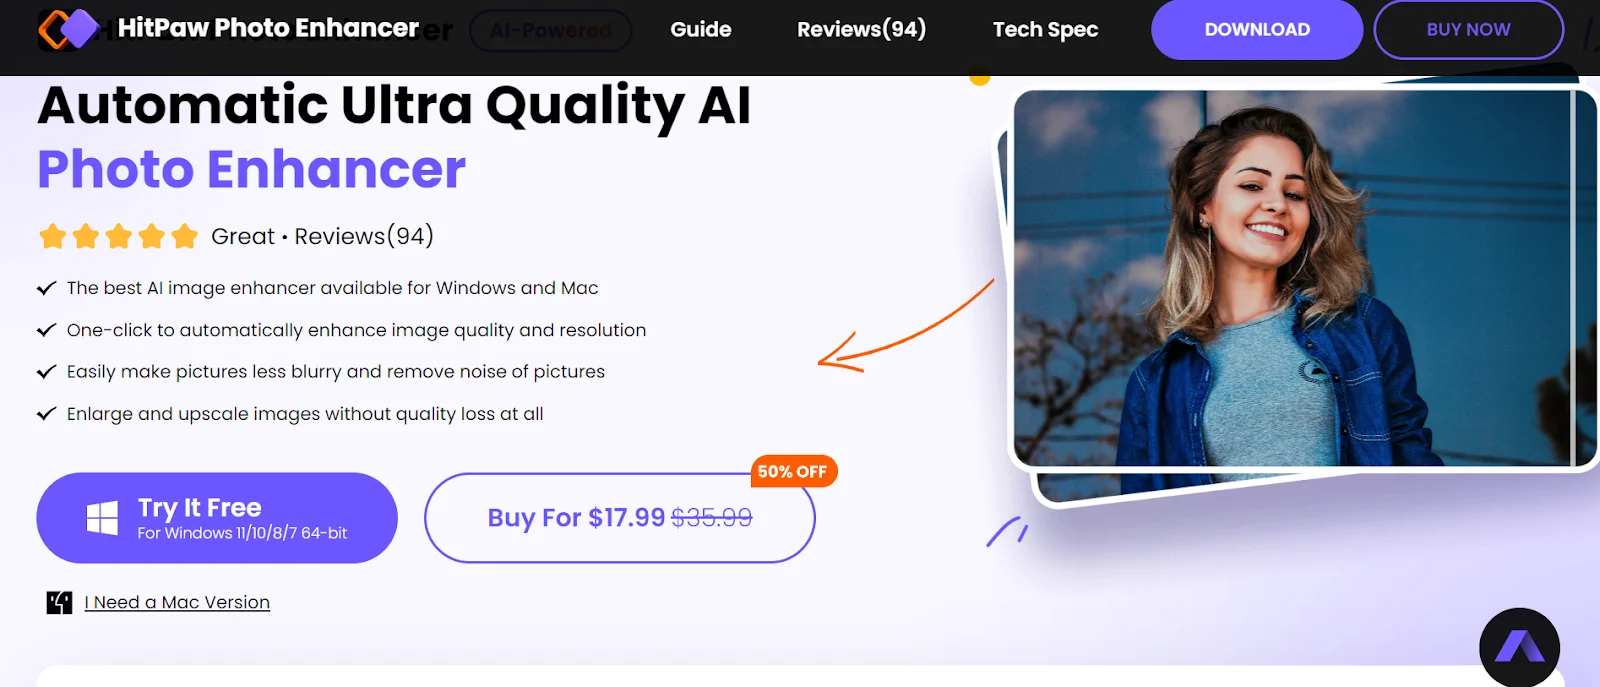 HitPaw Photo Enhancer
AI-Powered
Guide
Reviews(94)
Tech Spec
DOWNLOAD
BUY NOW
Automatic Ultra Quality AI
Photo Enhancer
Great • Reviews(94)
The best AI image enhancer available for Windows and Mac
One-click to automatically enhance image quality and resolution
Easily make pictures less blurry and remove noise of pictures
Enlarge and upscale images without quality loss at all
Try It Free
For Windows 11/10/8/7 64-bit
50% OFF
Buy For $17.99 $35.99
I Need a Mac Version